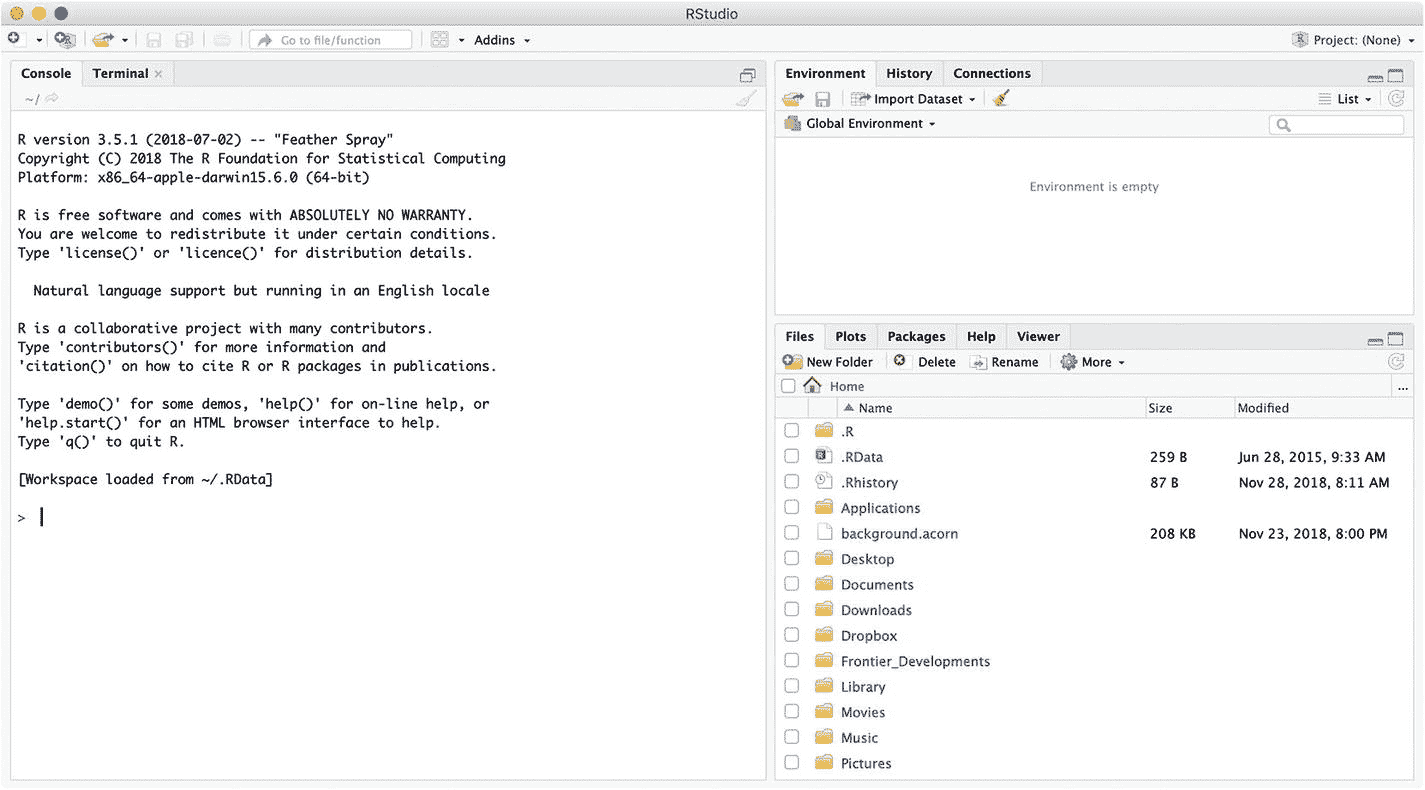 RStudio
Go to file/function
Addins
Project: (None)
Console Terminal
~/
R version 3.5.1 (2018-07-02) -- "Feather Spray"
Copyright (C) 2018 The R Foundation for Statistical Computing
Platform: x86_64-apple-darwin15.6.0 (64-bit)
R is free software and comes with ABSOLUTELY NO WARRANTY.
You are welcome to redistribute it under certain conditions.
Type 'license()' or 'licence()' for distribution details.
Natural language support but running in an English locale
R is a collaborative project with many contributors.
Type 'contributors()' for more information and
'citation()' on how to cite R or R packages in publications.
Type 'demo()' for some demos, 'help()' for on-line help, or
'help.start()' for an HTML browser interface to help.
Type 'q()' to quit R.
[Workspace loaded from ~/.RData]
>
Environment History Connections
Import Dataset List
Global Environment
Environment is empty
Files Plots Packages Help Viewer
New Folder Delete Rename More
Home ...
Name Size Modified
.R
.RData 259 B Jun 28, 2015, 9:33 AM
.Rhistory 87 B Nov 28, 2018, 8:11 AM
Applications
background.acorn 208 KB Nov 23, 2018, 8:00 PM
Desktop
Documents
Downloads
Dropbox
Frontier_Developments
Library
Movies
Music
Pictures